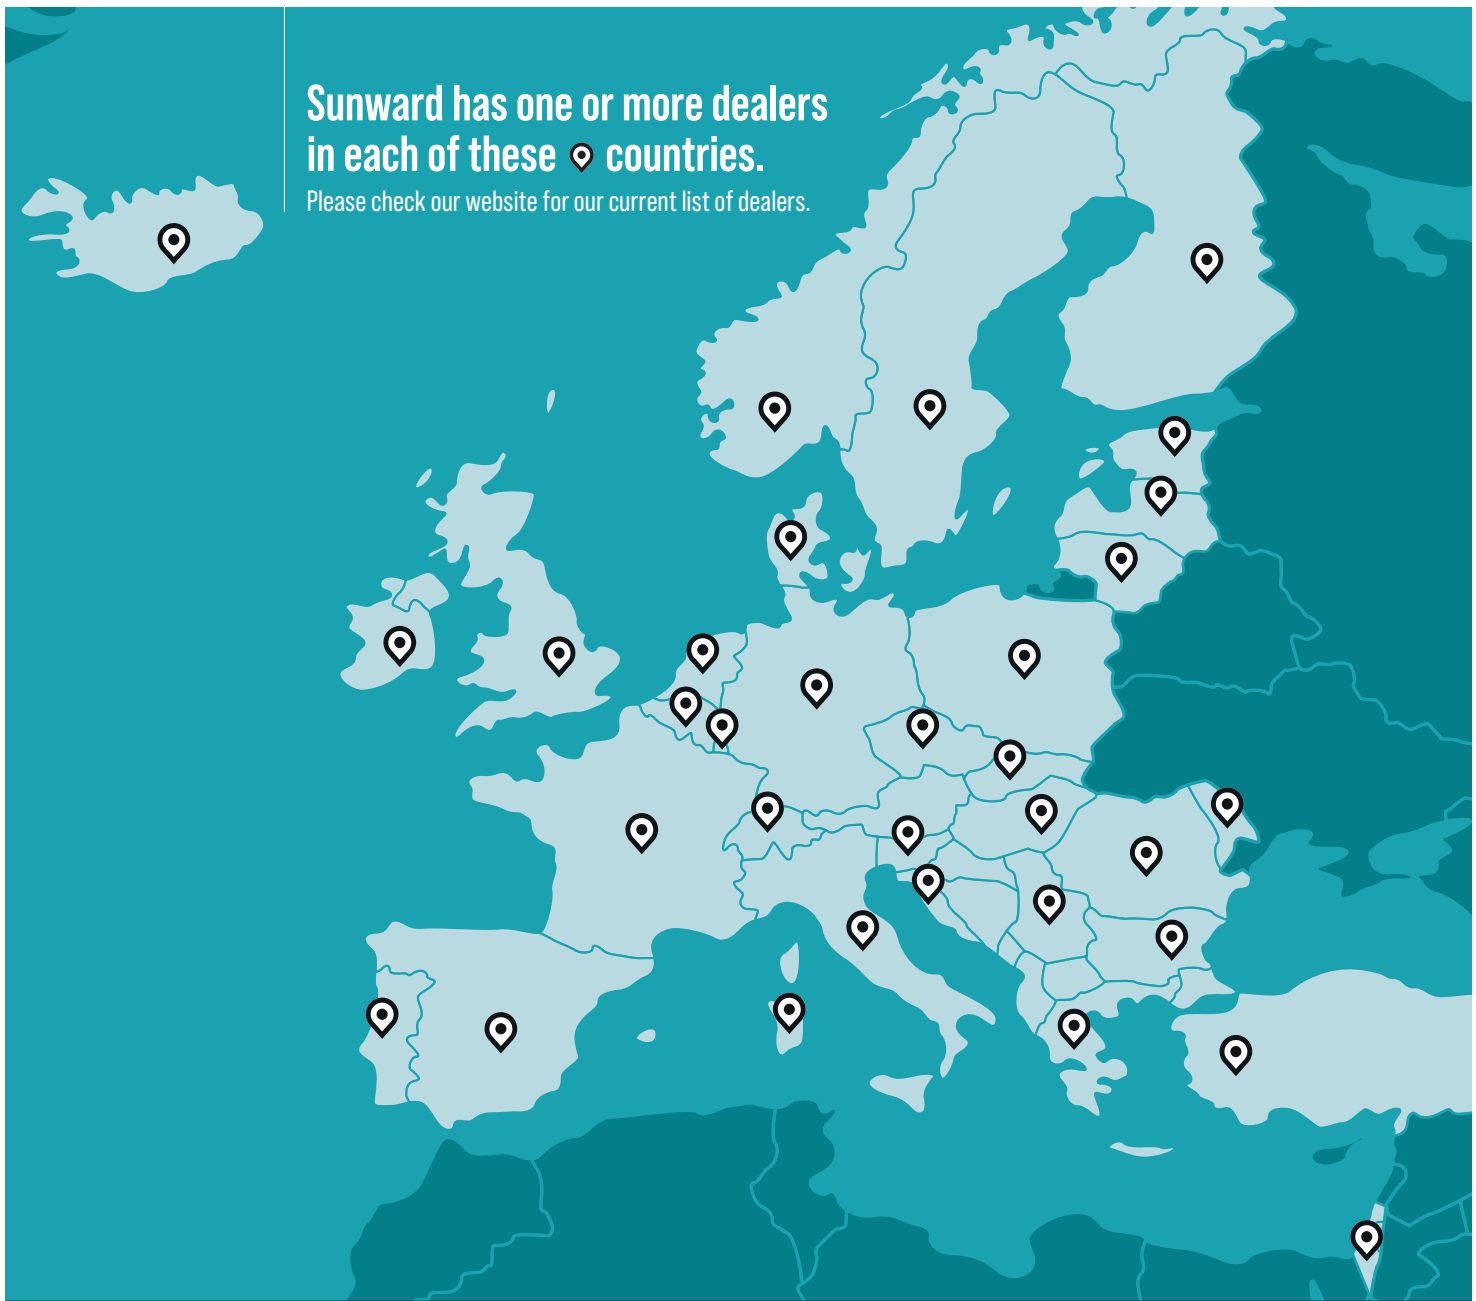 Sunward has one or more dealers
in each of these countries.
Please check our website for our current list of dealers.